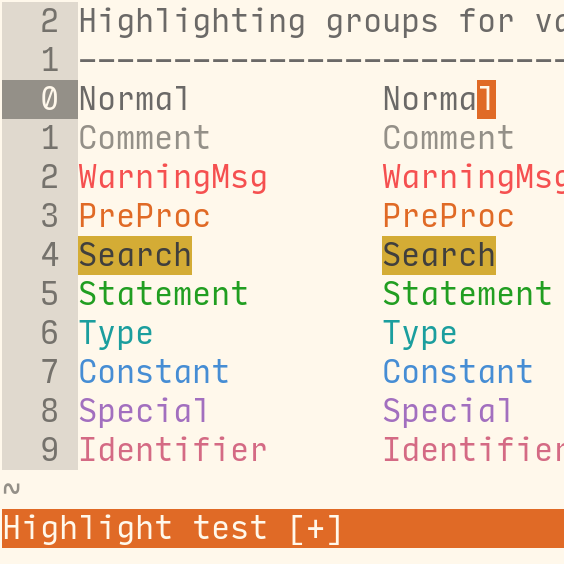 2 Highlighting groups for va
1 --------------------------
0 Normal Normal
1 Comment Comment
2 WarningMsg WarningMsg
3 PreProc PreProc
4 Search Search
5 Statement Statement
6 Type Type
7 Constant Constant
8 Special Special
9 Identifier Identifier
~
Highlight test [+]